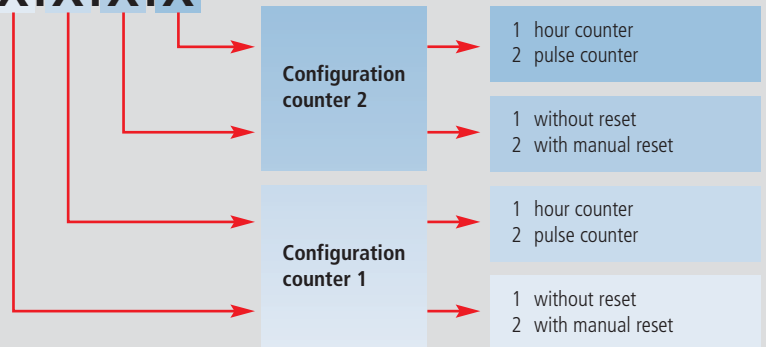 X X X X
Configuration
counter 2
1 hour counter
2 pulse counter
1 without reset
2 with manual reset
Configuration
counter 1
1 hour counter
2 pulse counter
1 without reset
2 with manual reset